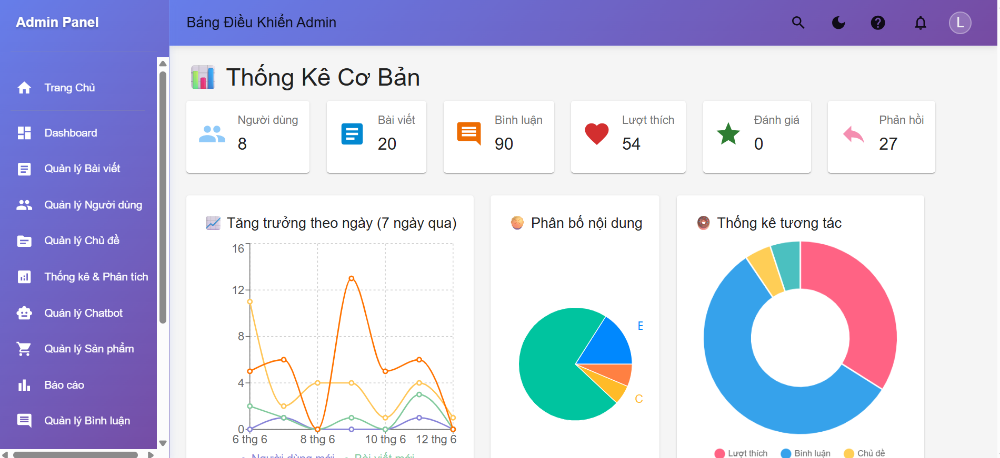 Admin Panel
Bảng Điều Khiển Admin
L
Trang Chủ
Dashboard
Quản lý Bài viết
Quản lý Người dùng
Quản lý Chủ đề
Thống kê & Phân tích
Quản lý Chatbot
Quản lý Sản phẩm
Báo cáo
Quản lý Bình luận
Thống Kê Cơ Bản
Người dùng
8
Bài viết
20
Bình luận
90
Lượt thích
54
Đánh giá
0
Phản hồi
27
Tăng trưởng theo ngày (7 ngày qua)
16
12
8
4
0
6 thg 6
8 thg 6
10 thg 6
12 thg 6
Người dùng mới
Bài viết mới
Phân bố nội dung
Thống kê tương tác
Lượt thích
Bình luận
Chủ đề